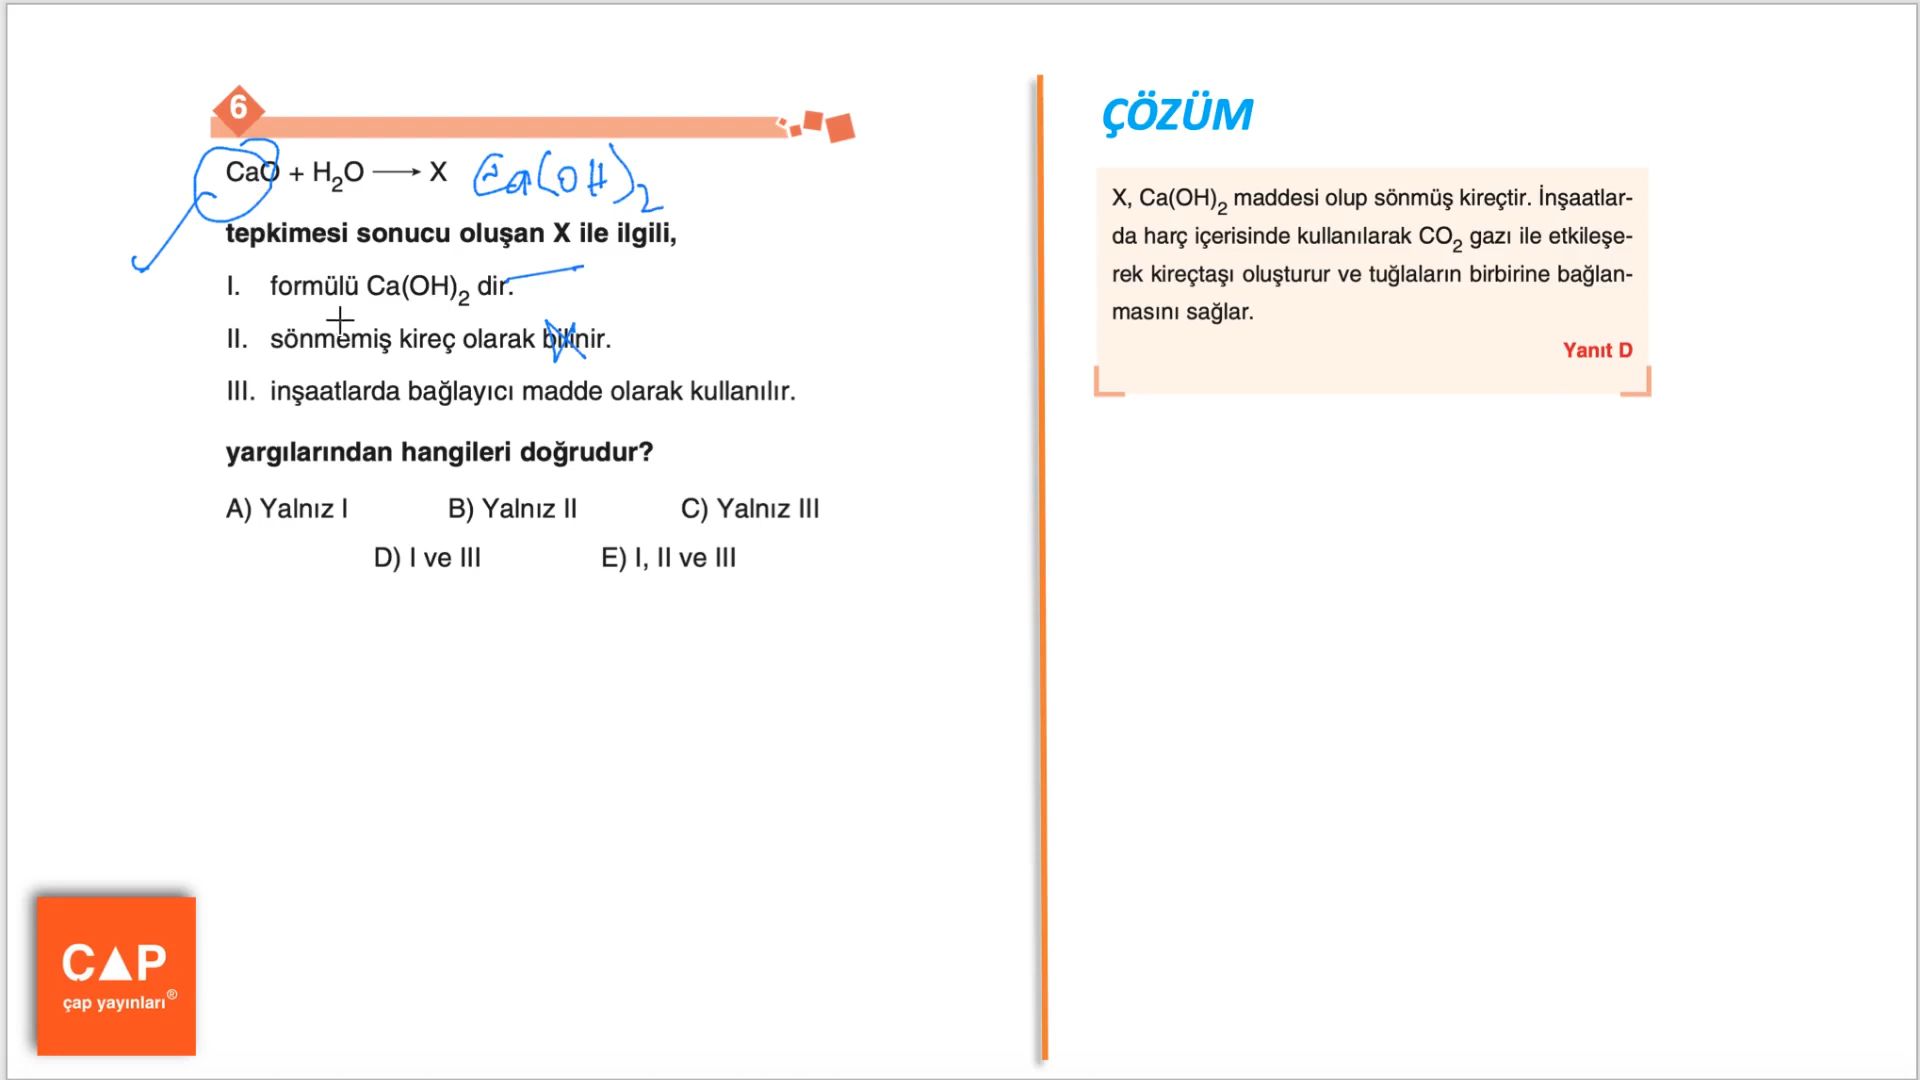 6
CaO + H₂O ⟶ X Ca(OH)₂
tepkimesi sonucu oluşan X ile ilgili,
I. formülü Ca(OH)₂ dir.
II. sönmemiş kireç olarak bilinir.
III. inşaatlarda bağlayıcı madde olarak kullanılır.
yargılarından hangileri doğrudur?
A) Yalnız I B) Yalnız II C) Yalnız III
D) I ve III E) I, II ve III
ÇÖZÜM
X, Ca(OH)₂ maddesi olup sönmüş kireçtir. İnşaatlar-
da harç içerisinde kullanılarak CO₂ gazı ile etkileşe-
rek kireçtaşı oluşturur ve tuğlaların birbirine bağlan-
masını sağlar.
Yanıt D
ÇAP
çap yayınları®